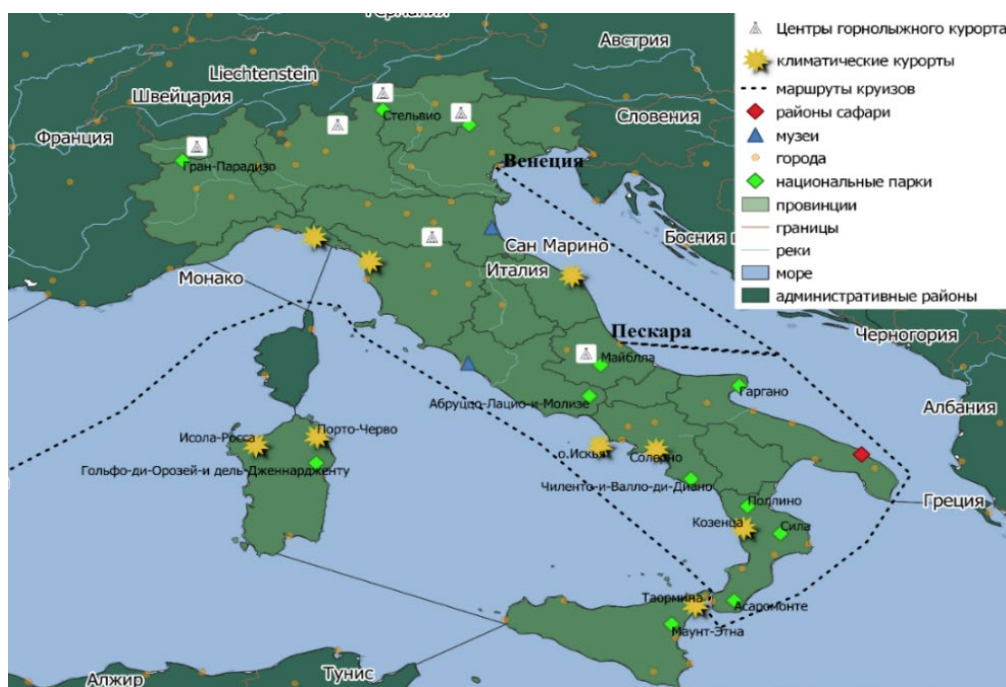 Германия
Австрия
Liechtenstein
Швейцария
Франция
Стельвио
Словения
Гран-Парадизо
Венеция
Босния и
Сан Марино
Италия
Монако
Пескара
Черногория
Майблла
Гаргано
Абруццо-Лацио-и-Молизе
Албания
Порто-Черво
Исола-Росса
о.Искья
Солерно
Гольфо-ди-Орозей-и дель-Дженнардженту
Чиленто-и-Валло-ди-Диано
Греция
Поллино
Козенца
Сила
Таормина
Асаромонте
Маунт-Этна
Алжир
Тунис
Центры горнолыжного курорта
климатические курорты
маршруты круизов
районы сафари
музеи
города
национальные парки
провинции
границы
реки
море
административные районы